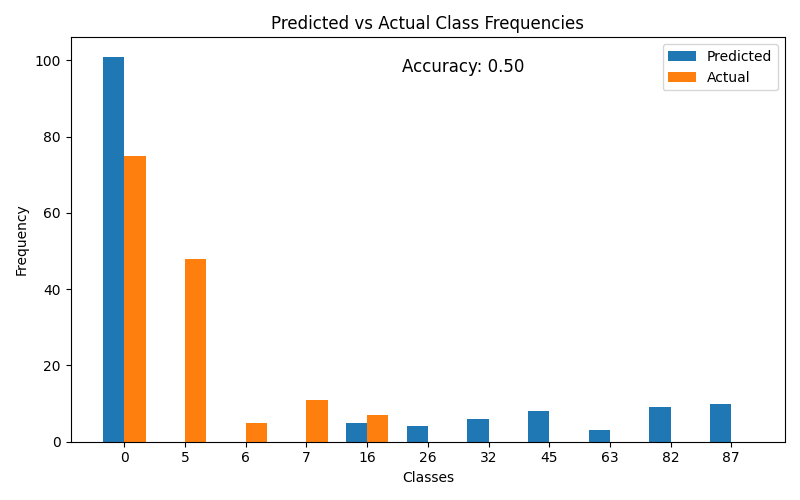 Predicted vs Actual Class Frequencies
Accuracy: 0.50
Predicted
Actual
100
80
60
40
20
0
Frequency
0 5 6 7 16 26 32 45 63 82 87
Classes